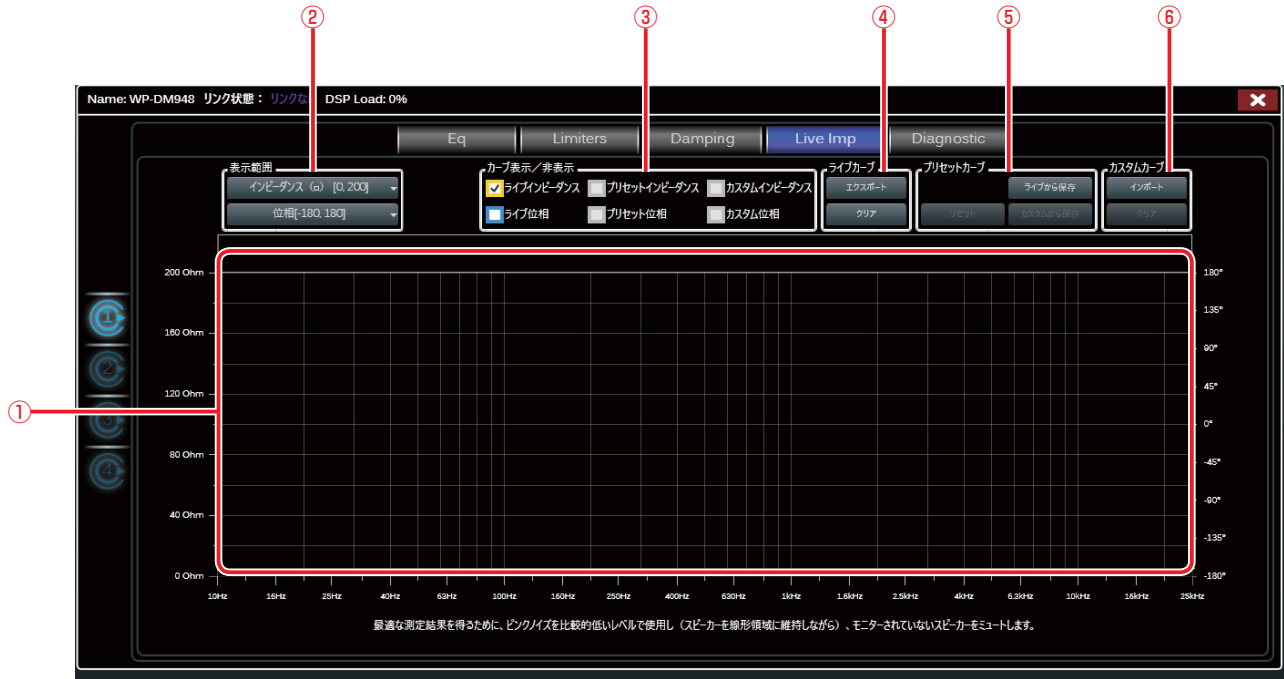 ② ③ ④ ⑤ ⑥
Name: WP-DM948 リンク状態： リンクな DSP Load: 0%
Eq Limiters Damping Live Imp Diagnostic
表示範囲 カーブ表示／非表示 ライブカーブ プリセットカーブ カスタムカーブ
インピーダンス（Ω）[0, 200] ライブインピーダンス プリセットインピーダンス カスタムインピーダンス エクスポート ライブから保存 インポート
位相[-180, 180] ライブ位相 プリセット位相 カスタム位相 クリア リセット カスタムから保存 クリア
200 Ohm 180°
135°
160 Ohm
90°
120 Ohm
45°
0°
80 Ohm
-45°
40 Ohm
-90°
-135°
0 Ohm -180°
1
2
3
4
①
10Hz 16Hz 25Hz 40Hz 63Hz 100Hz 160Hz 250Hz 400Hz 630Hz 1kHz 1.6kHz 2.5kHz 4kHz 6.3kHz 10kHz 16kHz 25kHz
最適な測定結果を得るために、ピンクノイズを比較的低いレベルで使用し（スピーカーを線形領域に維持しながら）、モニターされていないスピーカーをミュートします。